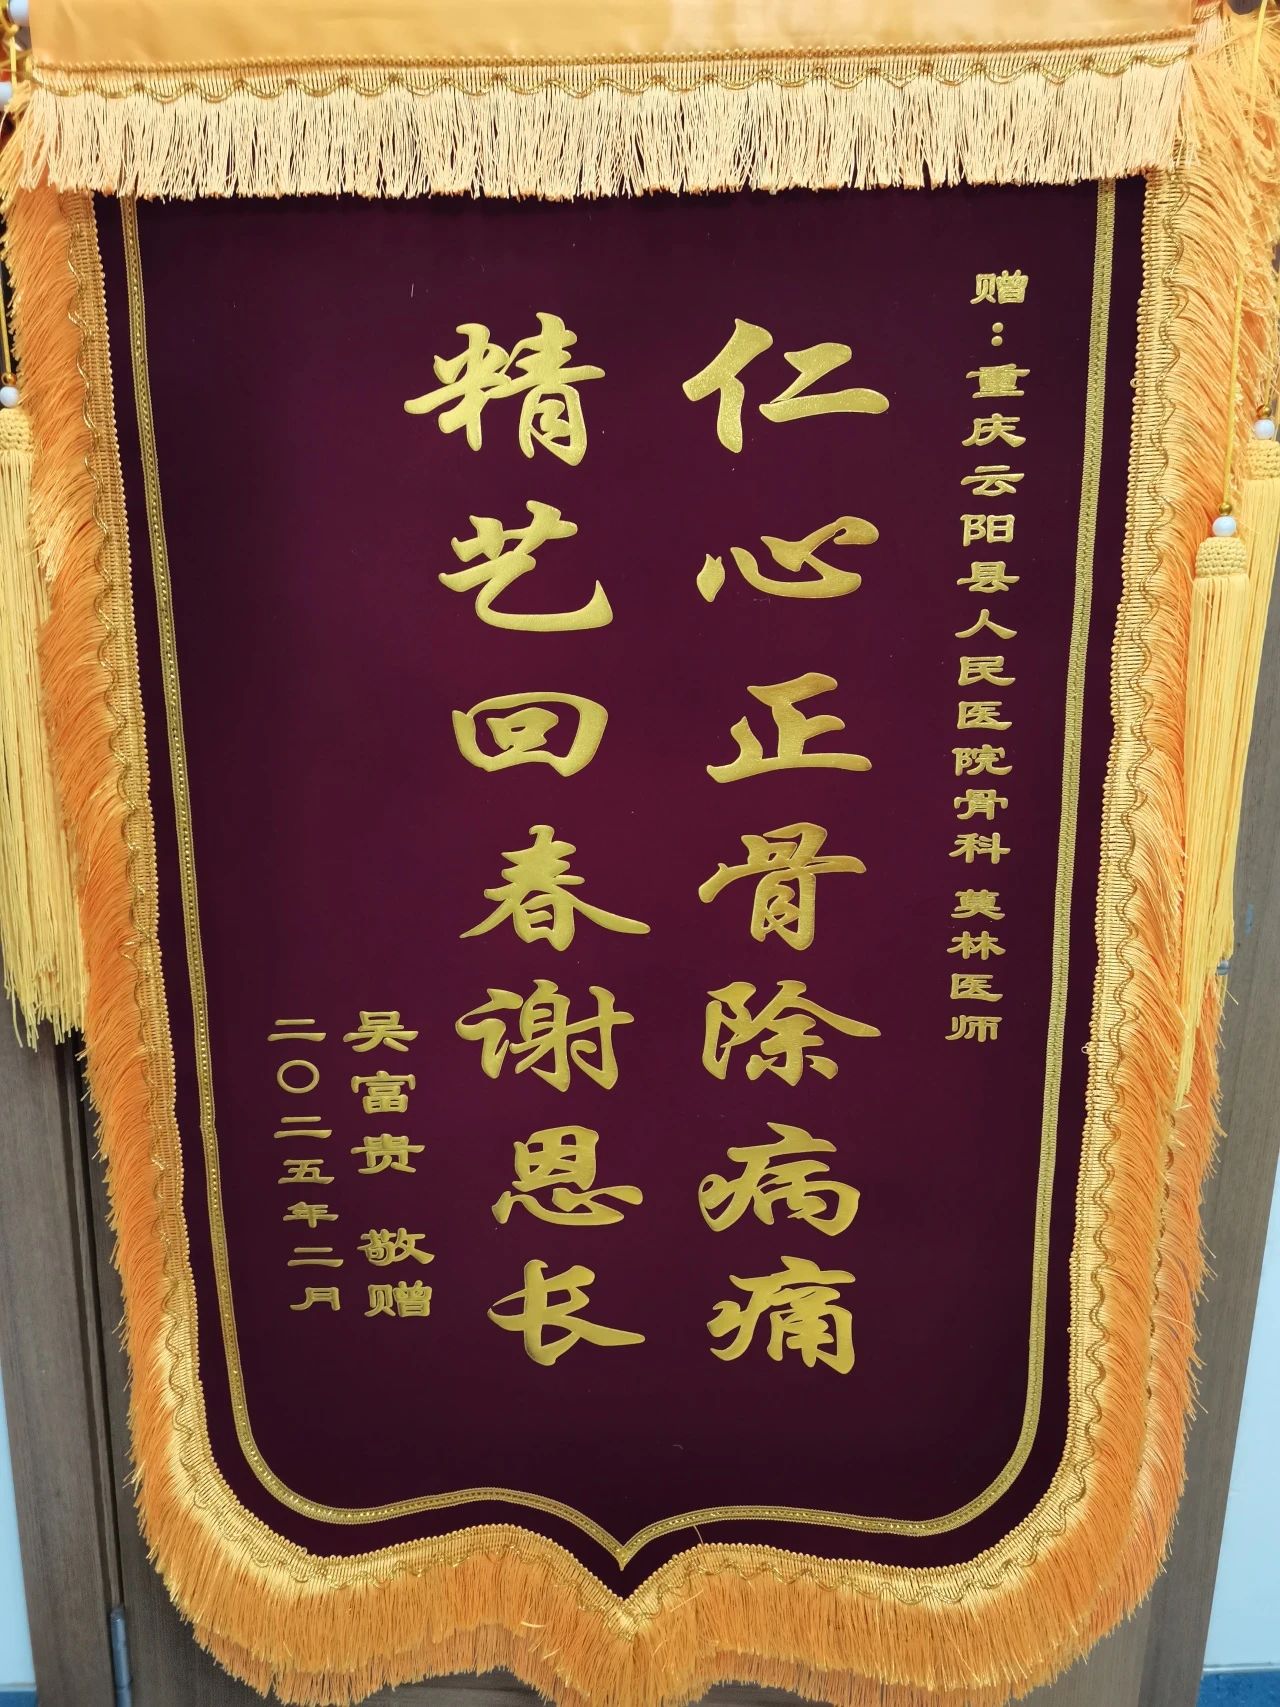 赠：重庆云阳县人民医院骨科 莫林医师
仁心正骨除病痛
精艺回春谢恩长
吴富贵 敬赠
二〇二五年二月